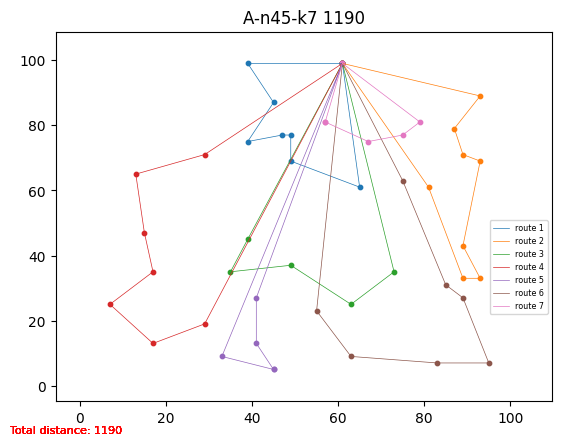 A-n45-k7 1190
100
80
60
40
20
0
route 1
route 2
route 3
route 4
route 5
route 6
route 7
0 20 40 60 80 100
Total distance: 1190